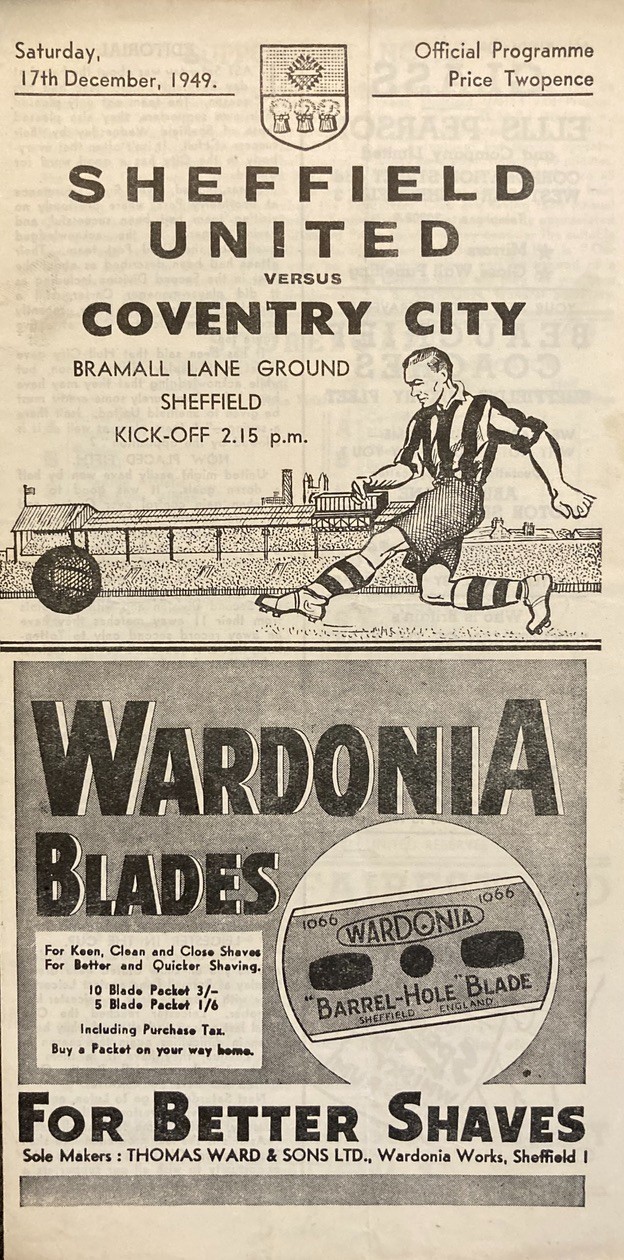 Saturday,
17th December, 1949.
Official Programme
Price Twopence
SHEFFIELD
UNITED
VERSUS
COVENTRY CITY
BRAMALL LANE GROUND
SHEFFIELD
KICK-OFF 2.15 p.m.
WARDONIA
BLADES
For Keen, Clean and Close Shaves
For Better and Quicker Shaving.
10 Blade Packet 3/-
5 Blade Packet 1/6
Including Purchase Tax.
Buy a Packet on your way home.
1066 1066
WARDONIA
"BARREL-HOLE" BLADE
SHEFFIELD - ENGLAND
FOR BETTER SHAVES
Sole Makers : THOMAS WARD & SONS LTD., Wardonia Works, Sheffield 1